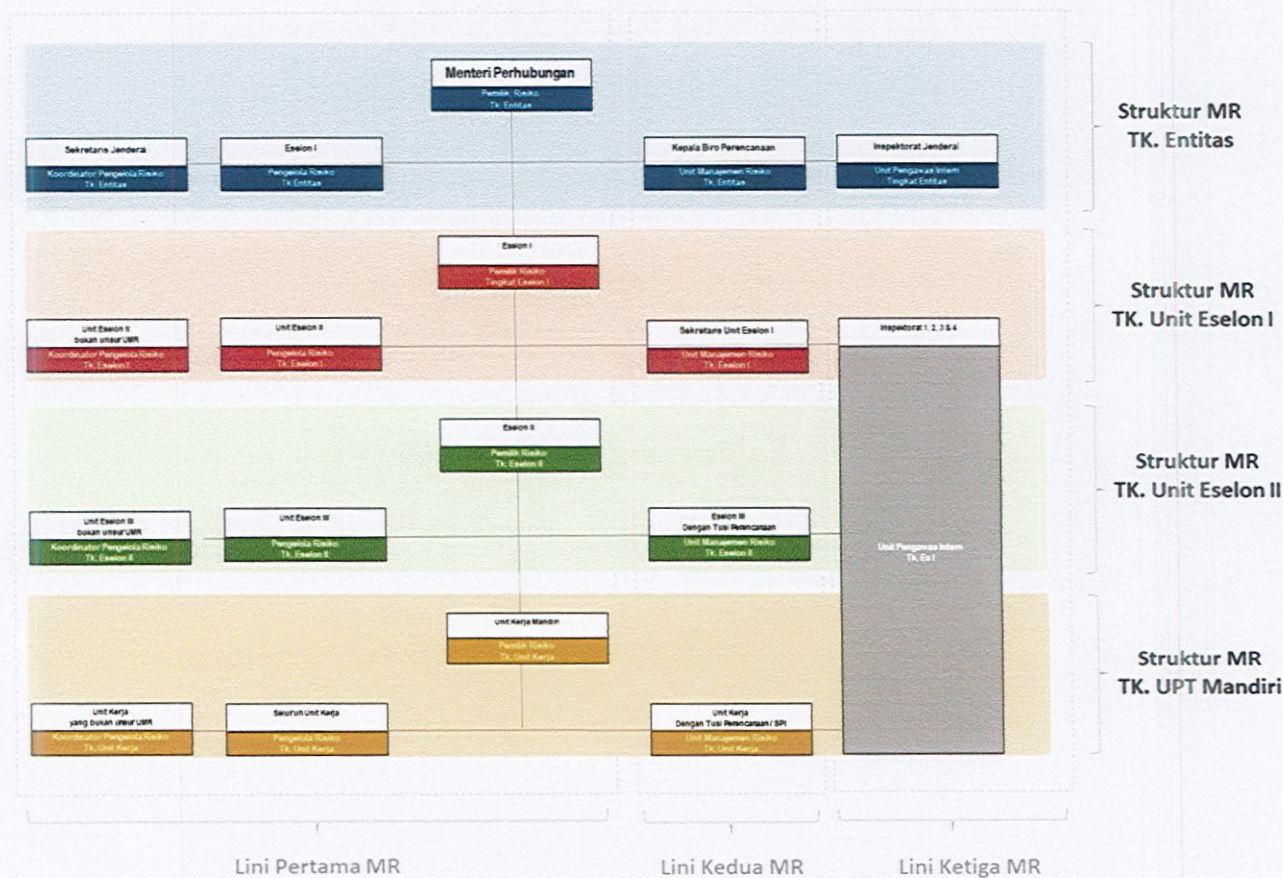 Menteri Perhubungan
Pemilik Risiko
Tk. Entitas
Sekretaris Jenderal
Koordinator Pengelola Risiko
Tk. Entitas
Eselon I
Pengelola Risiko
Tk. Entitas
Kepala Biro Perencanaan
Unit Manajemen Risiko
Tk. Entitas
Inspektorat Jenderal
Unit Pengawas Intern
Tingkat Entitas
Struktur MR
TK. Entitas
Eselon I
Pemilik Risiko
Tingkat Eselon I
Unit Eselon II
bukan unsur UMR
Koordinator Pengelola Risiko
Tk. Eselon I
Unit Eselon II
Pengelola Risiko
Tk. Eselon I
Sekretaris Unit Eselon I
Unit Manajemen Risiko
Tk. Eselon I
Inspektorat 1, 2, 3 & 4
Struktur MR
TK. Unit Eselon I
Eselon II
Pemilik Risiko
Tk. Eselon II
Unit Eselon III
bukan unsur UMR
Koordinator Pengelola Risiko
Tk. Eselon II
Unit Eselon III
Pengelola Risiko
Tk. Eselon II
Eselon III
Dengan Tusi Perencanaan
Unit Manajemen Risiko
Tk. Eselon II
Unit Pengawas Intern
Tk. Es I
Struktur MR
TK. Unit Eselon II
Unit Kerja Mandiri
Pemilik Risiko
Tk. Unit Kerja
Unit Kerja
yang bukan unsur UMR
Koordinator Pengelola Risiko
Tk. Unit Kerja
Seluruh Unit Kerja
Pengelola Risiko
Tk. Unit Kerja
Unit Kerja
Dengan Tusi Perencanaan / SPI
Unit Manajemen Risiko
Tk. Unit Kerja
Struktur MR
TK. UPT Mandiri
Lini Pertama MR
Lini Kedua MR
Lini Ketiga MR